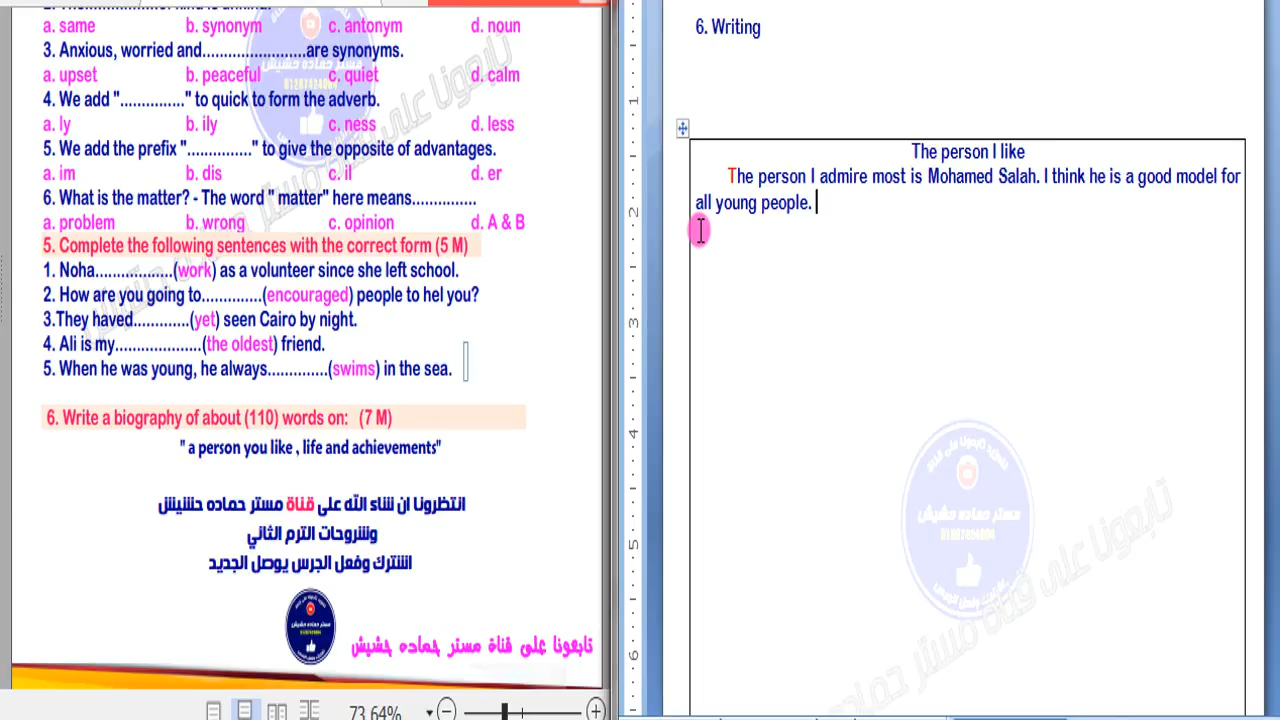 a. same b. synonym c. antonym d. noun
3. Anxious, worried and.......................are synonyms.
a. upset b. peaceful c. quiet d. calm
4. We add "..............." to quick to form the adverb.
a. ly b. ily c. ness d. less
5. We add the prefix "..............." to give the opposite of advantages.
a. im b. dis c. il d. er
6. What is the matter? - The word " matter" here means...............
a. problem b. wrong c. opinion d. A & B
5. Complete the following sentences with the correct form (5 M)
1. Noha..................(work) as a volunteer since she left school.
2. How are you going to..............(encouraged) people to hel you?
3.They haved.............(yet) seen Cairo by night.
4. Ali is my....................(the oldest) friend.
5. When he was young, he always..............(swims) in the sea.
6. Write a biography of about (110) words on: (7 M)
" a person you like , life and achievements"
انتظرونا ان شاء الله على قناة مستر حماده حشيش
وشروحات الترم الثاني
اشترك وفعل الجرس يوصل الجديد
تابعونا على قناة مستر حماده حشيش
73.64%
6. Writing
The person I like
The person I admire most is Mohamed Salah. I think he is a good model for
all young people.